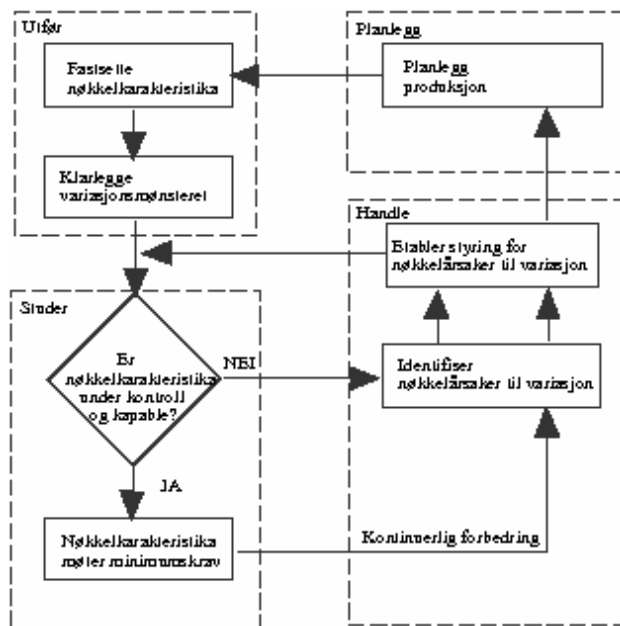 Utfør
Fastsette
nøkkelkarakteristika
Klarlegge
variasjonsmønsteret
Planlegg
Planlegg
produksjon
Handle
Etabler styring for
nøkkelårsaker til variasjon
Identifiser
nøkkelårsaker til variasjon
Studer
Er
nøkkelkarakteristika
under kontroll
og kapable?
NEI
JA
Nøkkelkarakteristika
møter minimumskrav
Kontinuerlig forbedring